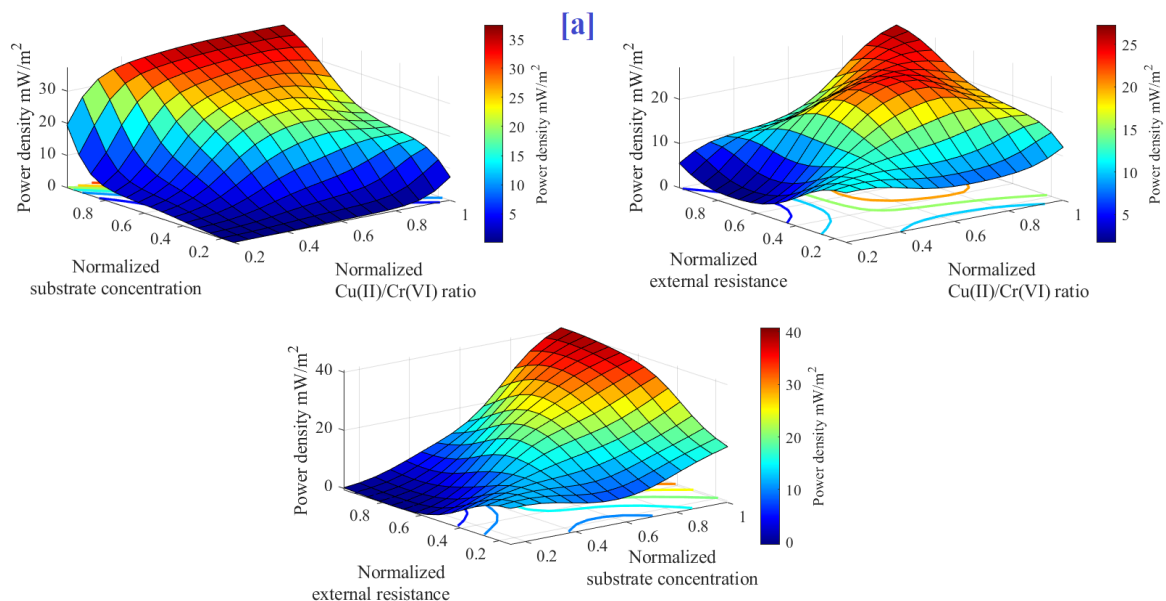 [a]
Power density mW/m²
30
20
10
0
0.8
0.6
0.4
0.2
0.2
0.4
0.6
0.8
1
Normalized
substrate concentration
Normalized
Cu(II)/Cr(VI) ratio
35
30
25
20
15
10
5
Power density mW/m²
Power density mW/m²
20
10
0
0.8
0.6
0.4
0.2
0.2
0.4
0.6
0.8
1
Normalized
external resistance
Normalized
Cu(II)/Cr(VI) ratio
25
20
15
10
5
Power density mW/m²
Power density mW/m²
40
20
0
0.8
0.6
0.4
0.2
0.2
0.4
0.6
0.8
1
Normalized
external resistance
Normalized
substrate concentration
40
30
20
10
0
Power density mW/m²